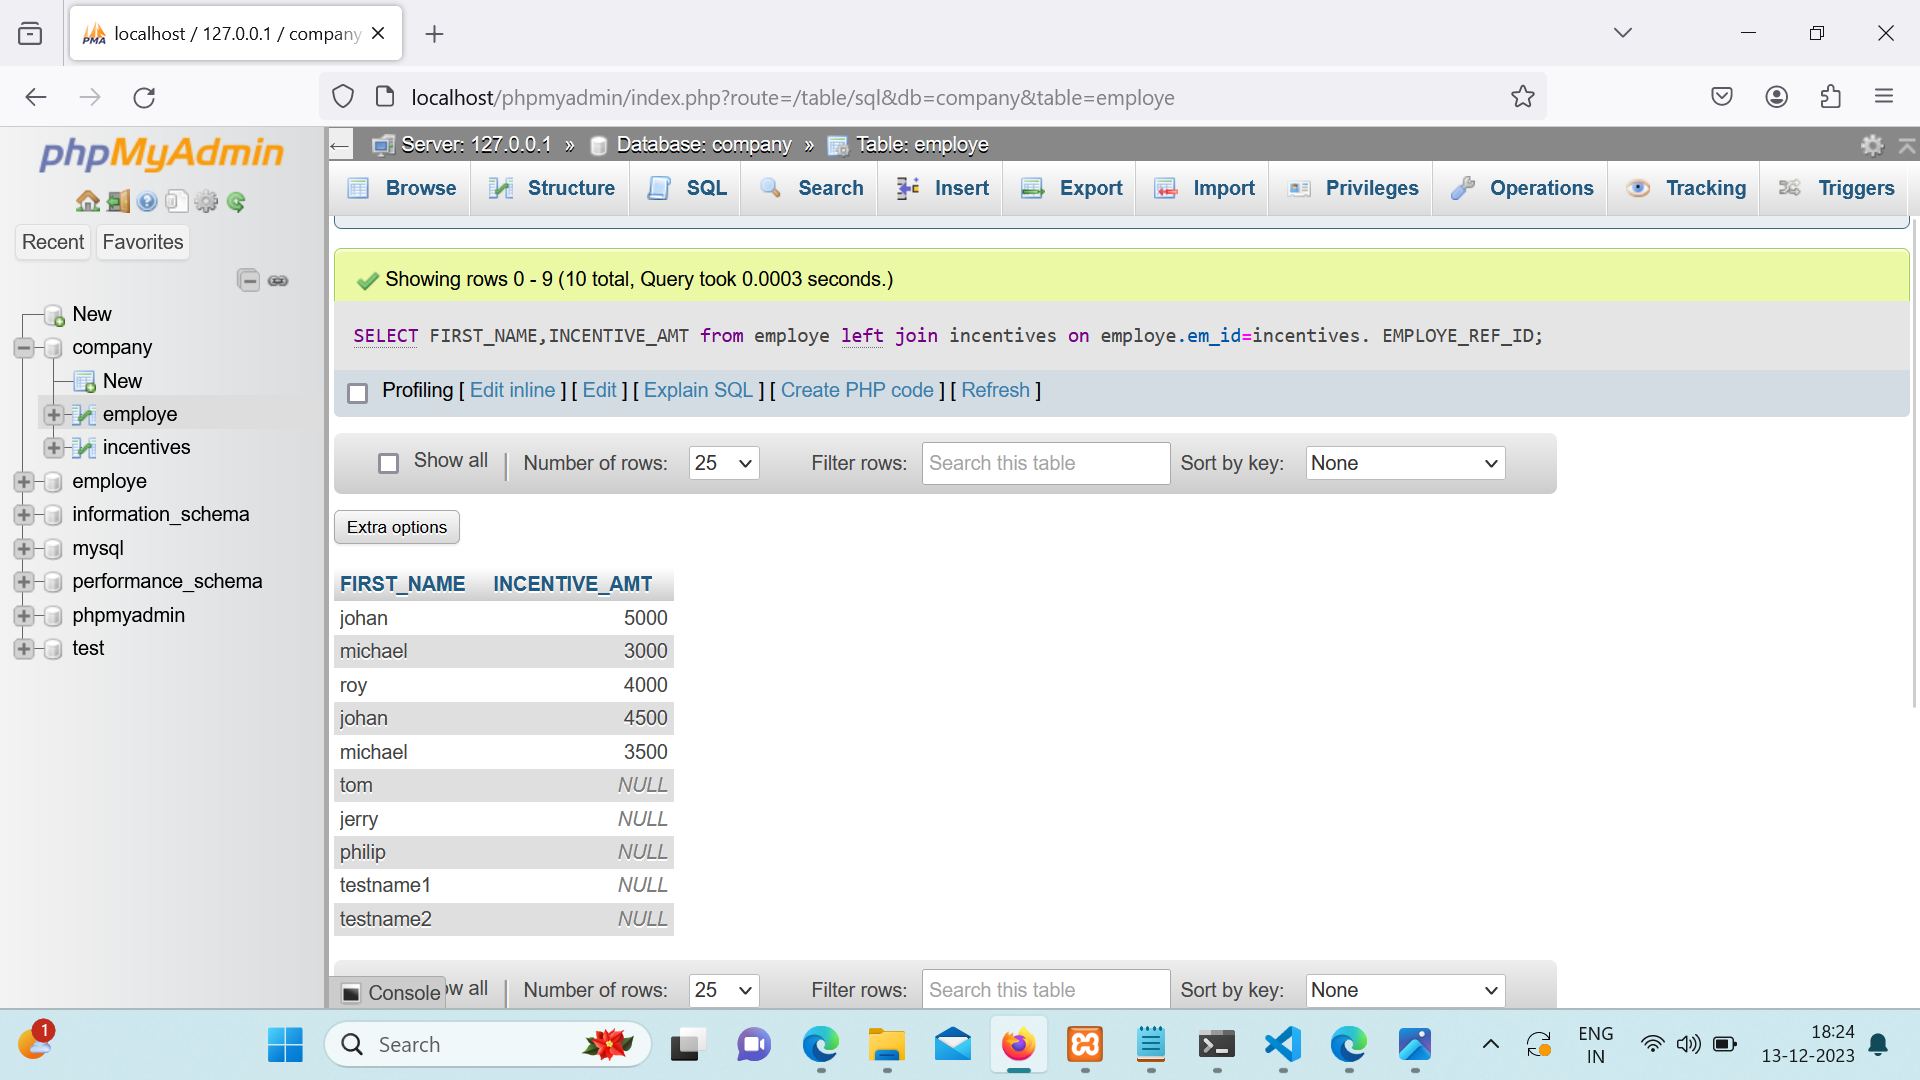 localhost / 127.0.0.1 / company
localhost/phpmyadmin/index.php?route=/table/sql&db=company&table=employe
phpMyAdmin
Recent
Favorites
New
company
New
employe
incentives
employe
information_schema
mysql
performance_schema
phpmyadmin
test
Server: 127.0.0.1 » Database: company » Table: employe
Browse Structure SQL Search Insert Export Import Privileges Operations Tracking Triggers
Showing rows 0 - 9 (10 total, Query took 0.0003 seconds.)
SELECT FIRST_NAME,INCENTIVE_AMT from employe left join incentives on employe.em_id=incentives. EMPLOYE_REF_ID;
Profiling [ Edit inline ] [ Edit ] [ Explain SQL ] [ Create PHP code ] [ Refresh ]
Show all | Number of rows: 25 Filter rows: Search this table Sort by key: None
Extra options
FIRST_NAME INCENTIVE_AMT
johan 5000
michael 3000
roy 4000
johan 4500
michael 3500
tom NULL
jerry NULL
philip NULL
testname1 NULL
testname2 NULL
Console
ow all | Number of rows: 25 Filter rows: Search this table Sort by key: None
1
Search
ENG
IN
18:24
13-12-2023